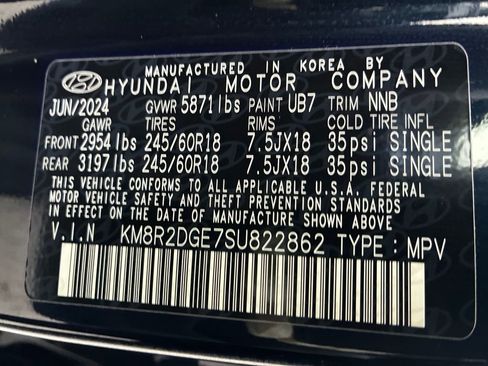 MANUFACTURED IN KOREA BY
HYUNDAI MOTOR COMPANY
JUN/2024 GVWR 5871lbs PAINT UB7 TRIM NNB
GAWR TIRES RIMS COLD TIRE INFL
FRONT 2954lbs 245/60R18 7.5JX18 35psi SINGLE
REAR 3197lbs 245/60R18 7.5JX18 35psi SINGLE
THIS VEHICLE CONFORMS TO ALL APPLICABLE U.S.A. FEDERAL
MOTOR VEHICLE SAFETY AND THEFT PREVENTION STANDARDS
IN EFFECT ON THE DATE OF MANUFACTURE SHOWN ABOVE
V.I.N KM8R2DGE7SU822862 TYPE : MPV